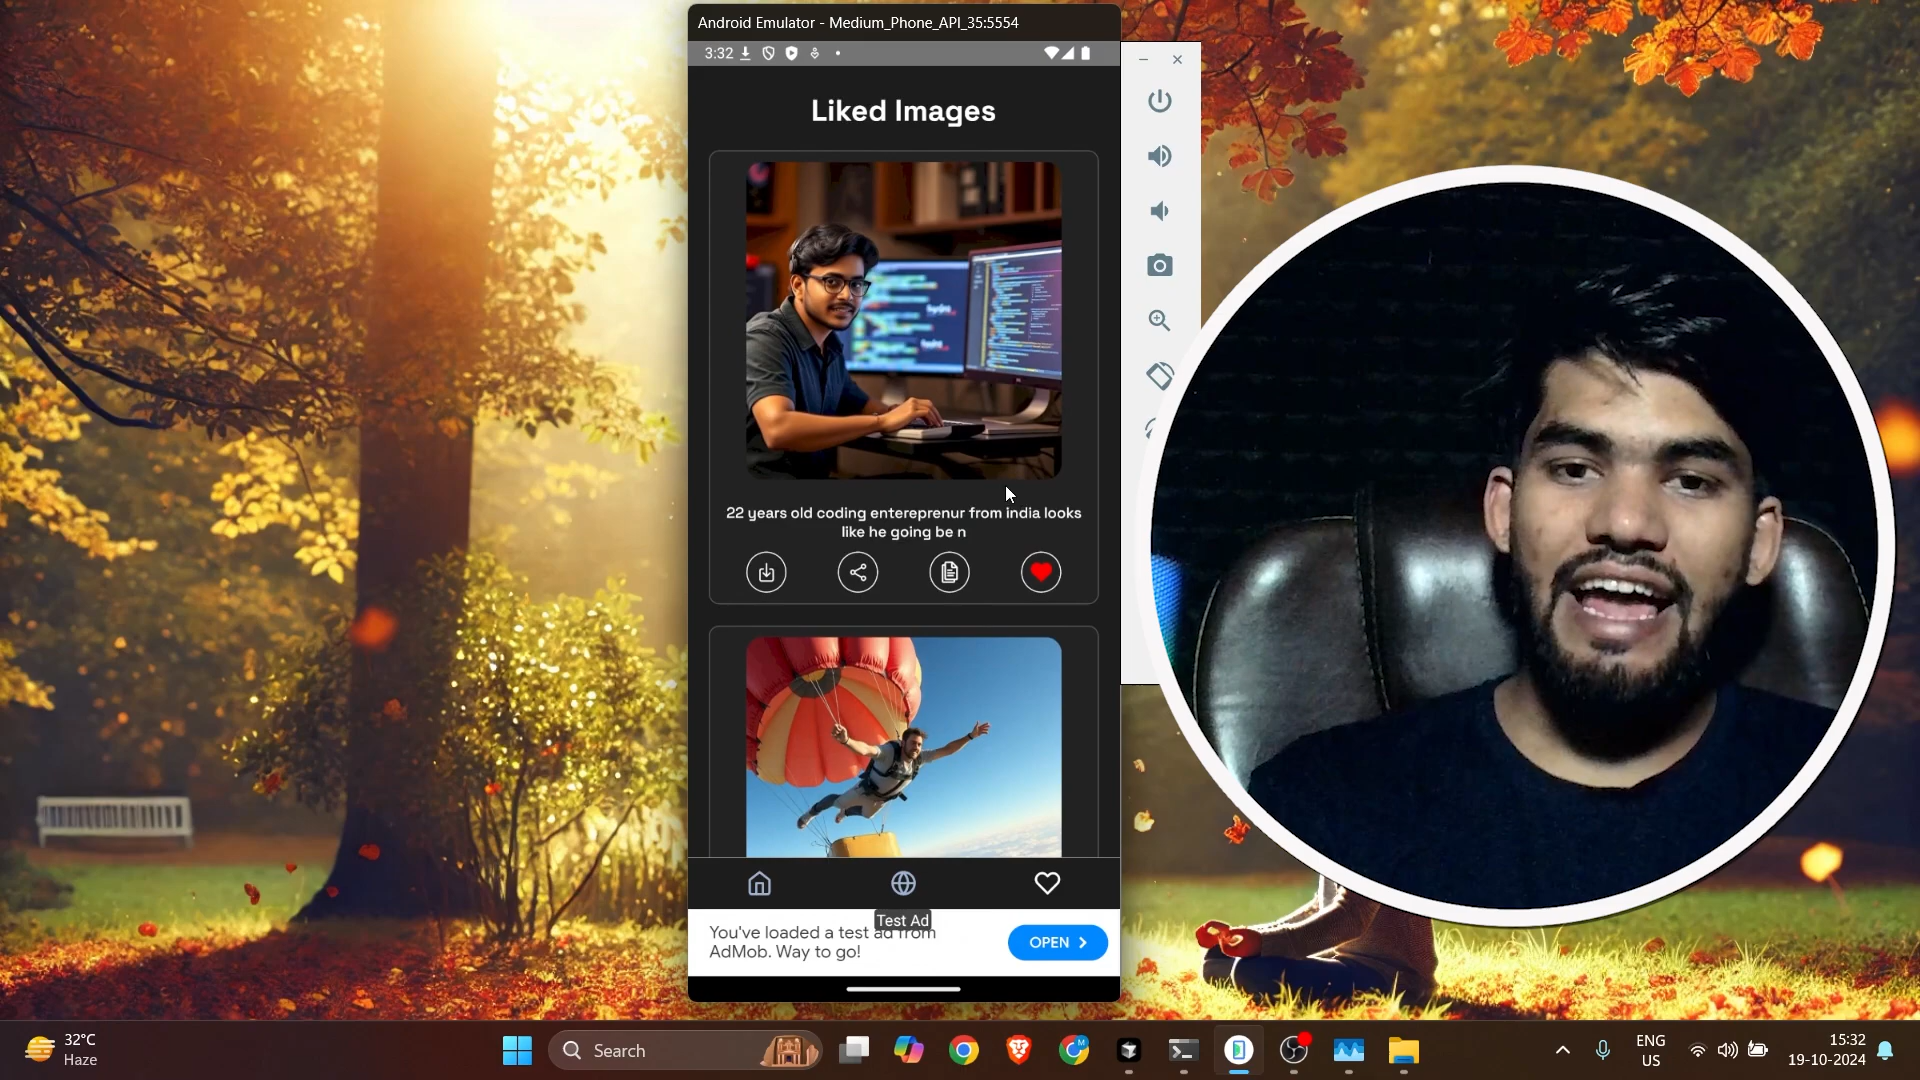 Android Emulator - Medium_Phone_API_35:5554
3:32
Liked Images
22 years old coding entereprenur from india looks
like he going be n
Test Ad
You've loaded a test ad from
AdMob. Way to go!
OPEN
32°C
Haze
Search
ENG
US
15:32
19-10-2024